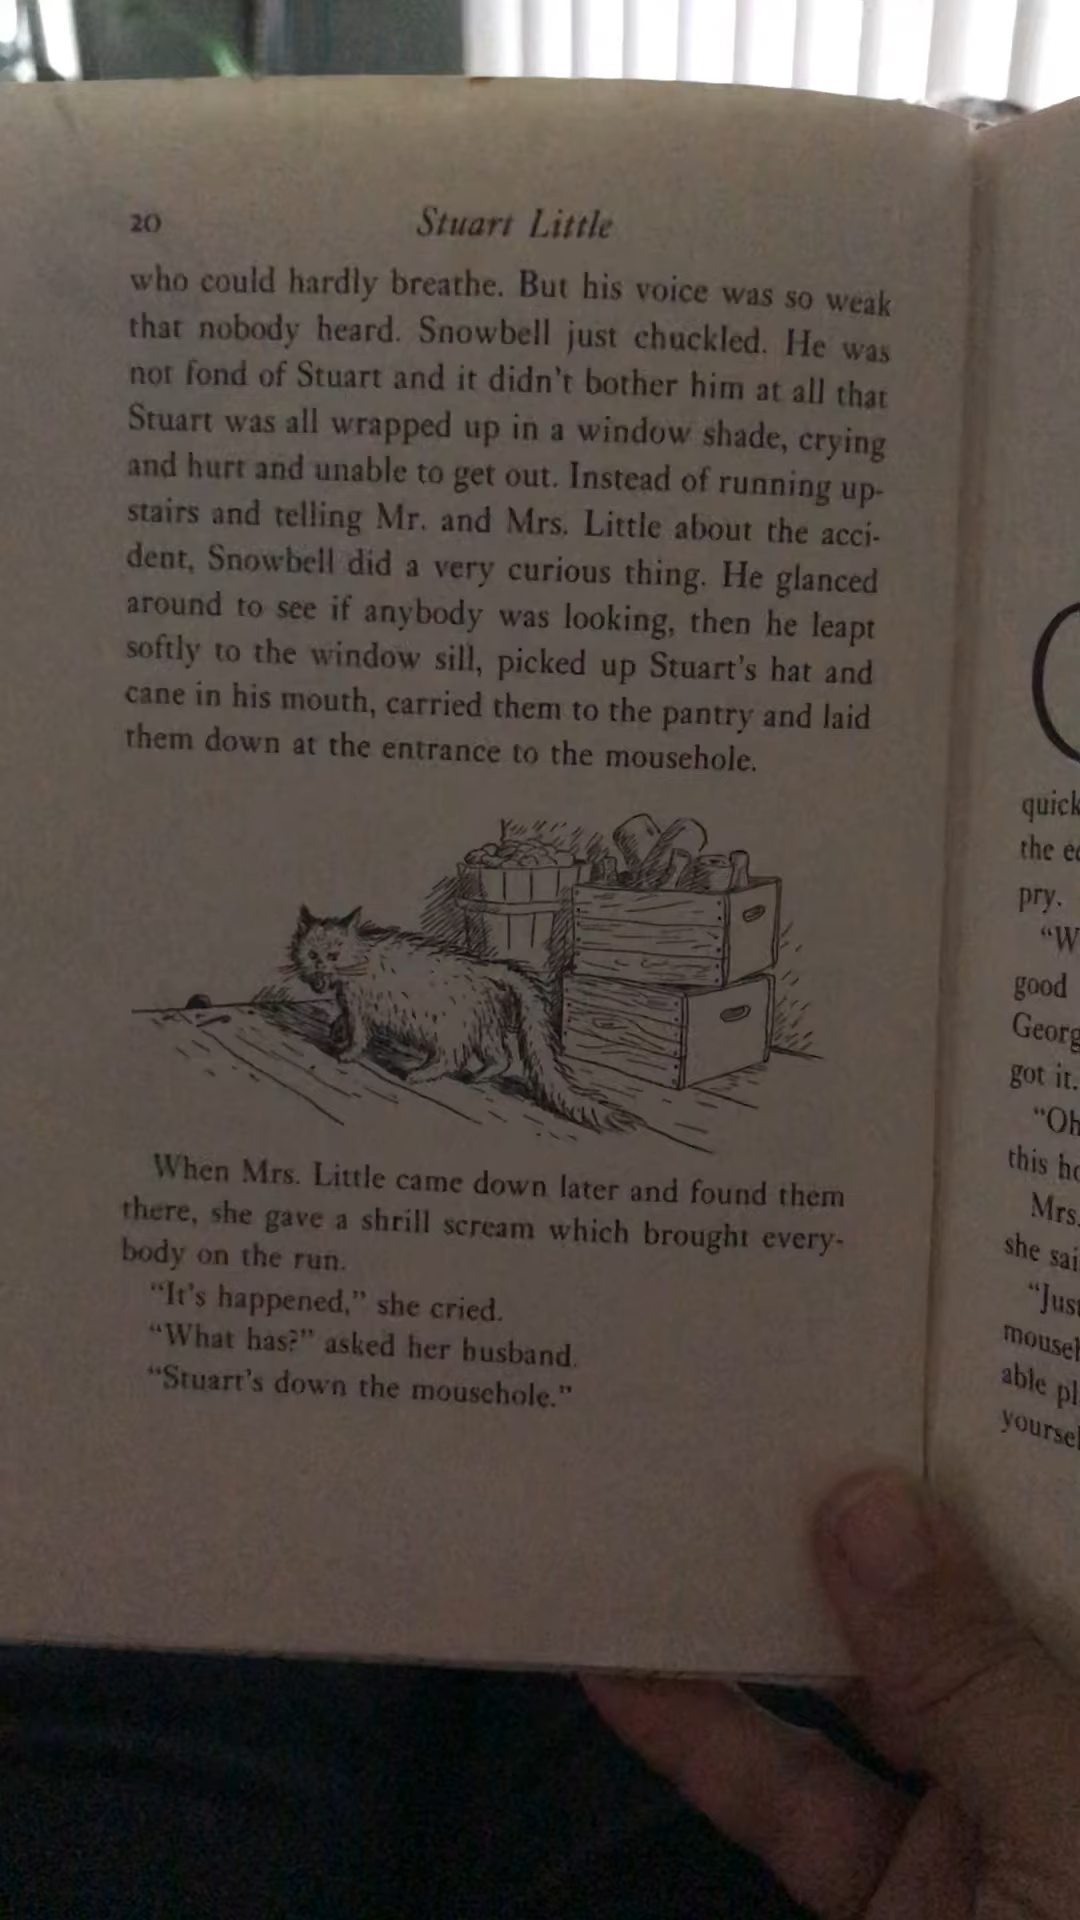 20
Stuart Little
who could hardly breathe. But his voice was so weak
that nobody heard. Snowbell just chuckled. He was
not fond of Stuart and it didn't bother him at all that
Stuart was all wrapped up in a window shade, crying
and hurt and unable to get out. Instead of running up-
stairs and telling Mr. and Mrs. Little about the acci-
dent, Snowbell did a very curious thing. He glanced
around to see if anybody was looking, then he leapt
softly to the window sill, picked up Stuart's hat and
cane in his mouth, carried them to the pantry and laid
them down at the entrance to the mousehole.
When Mrs. Little came down later and found them
there, she gave a shrill scream which brought every-
body on the run.
“It's happened,” she cried.
“What has?” asked her husband.
“Stuart's down the mousehole.”
quick
the
pry.
good
got it.
this
Mrs.
she
able